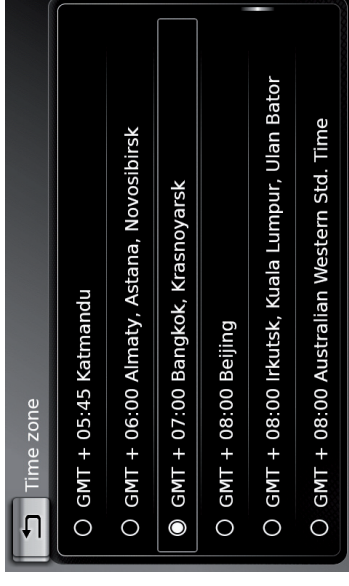 Time zone
GMT + 05:45 Katmandu
GMT + 06:00 Almaty, Astana, Novosibirsk
GMT + 07:00 Bangkok, Krasnoyarsk
GMT + 08:00 Beijing
GMT + 08:00 Irkutsk, Kuala Lumpur, Ulan Bator
GMT + 08:00 Australian Western Std. Time